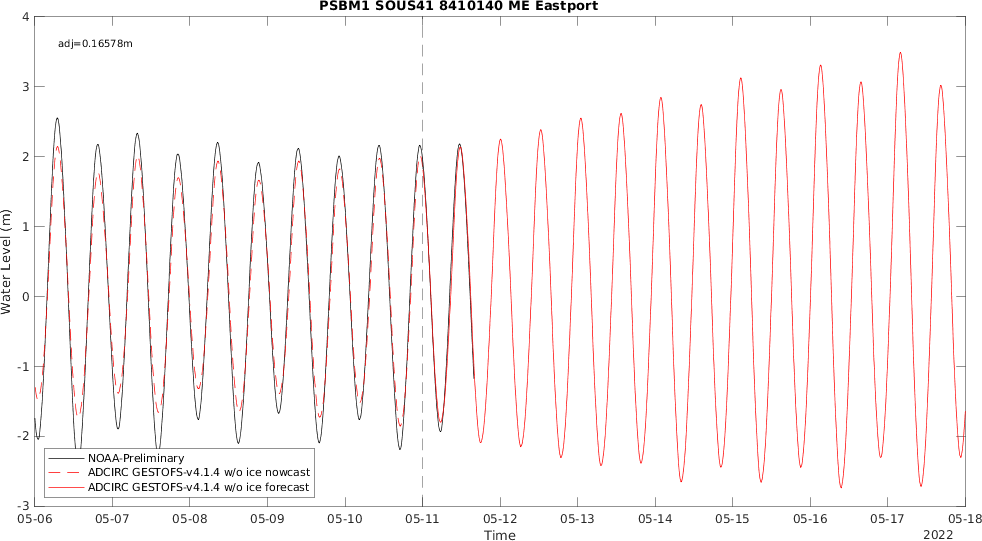 PSBM1 SOUS41 8410140 ME Eastport
adj=0.16578m
4
3
2
1
0
-1
-2
-3
Water Level (m)
NOAA-Preliminary
ADCIRC GESTOFS-v4.1.4 w/o ice nowcast
ADCIRC GESTOFS-v4.1.4 w/o ice forecast
05-06 05-07 05-08 05-09 05-10 05-11 05-12 05-13 05-14 05-15 05-16 05-17 05-18
Time
2022